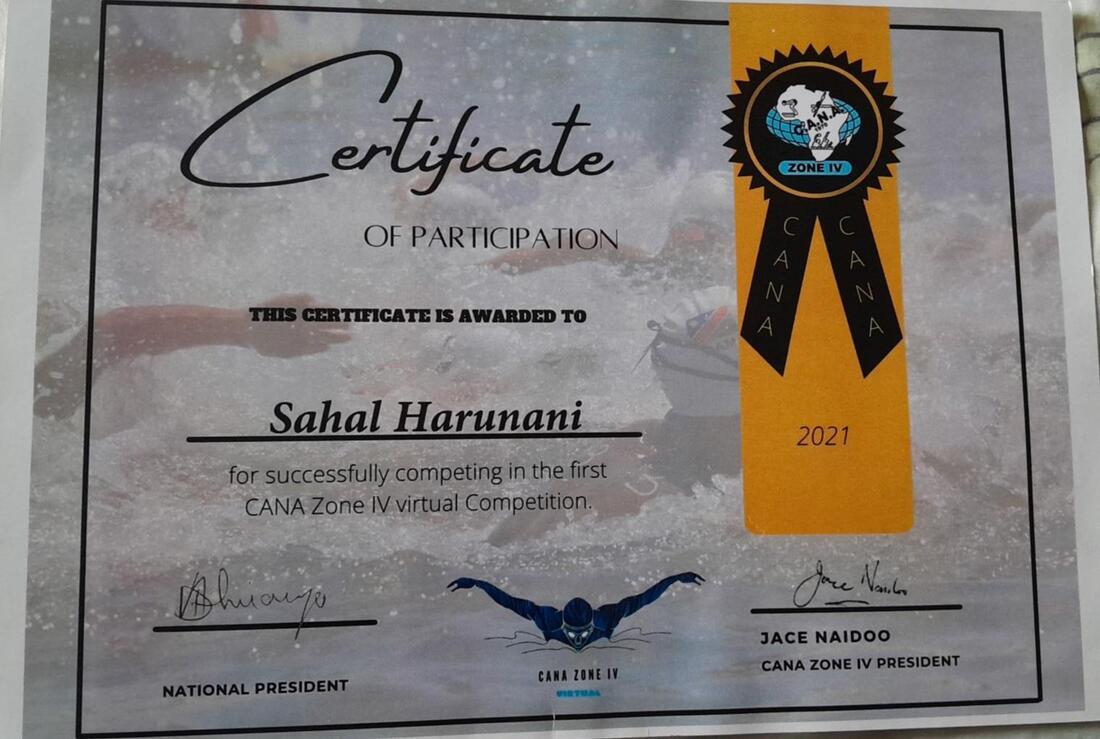 Certificate
OF PARTICIPATION
THIS CERTIFICATE IS AWARDED TO
Sahal Harunani
for successfully competing in the first
CANA Zone IV virtual Competition.
C.A.N.A.
ZONE IV
CANA
CANA
2021
NATIONAL PRESIDENT
CANA ZONE IV
VIRTUAL
Jace Naidoo
JACE NAIDOO
CANA ZONE IV PRESIDENT